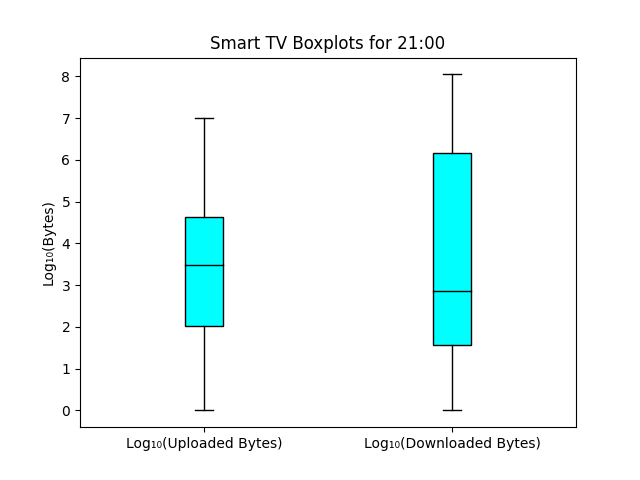 Smart TV Boxplots for 21:00
Log₁₀(Bytes)
8
7
6
5
4
3
2
1
0
Log₁₀(Uploaded Bytes)
Log₁₀(Downloaded Bytes)